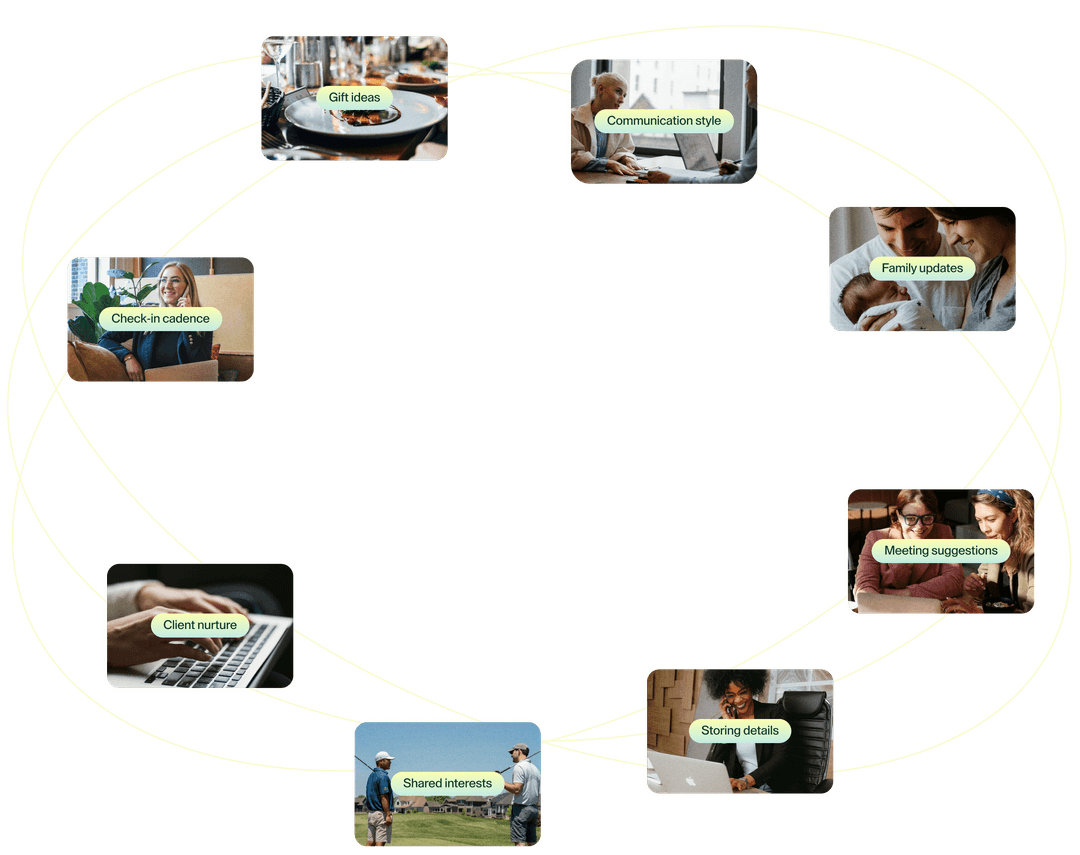 Gift ideas
Communication style
Family updates
Check-in cadence
Meeting suggestions
Client nurture
Storing details
Shared interests